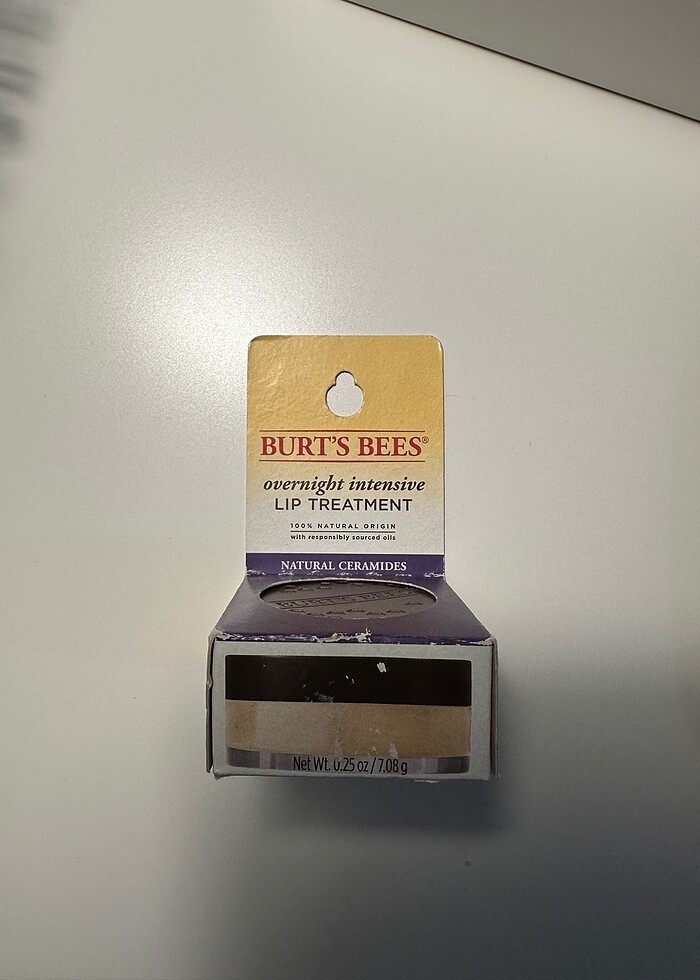 BURT'S BEES®
overnight intensive
LIP TREATMENT
100% NATURAL ORIGIN
with responsibly sourced oils
NATURAL CERAMIDES
Net Wt. 0.25 oz / 7.08 g